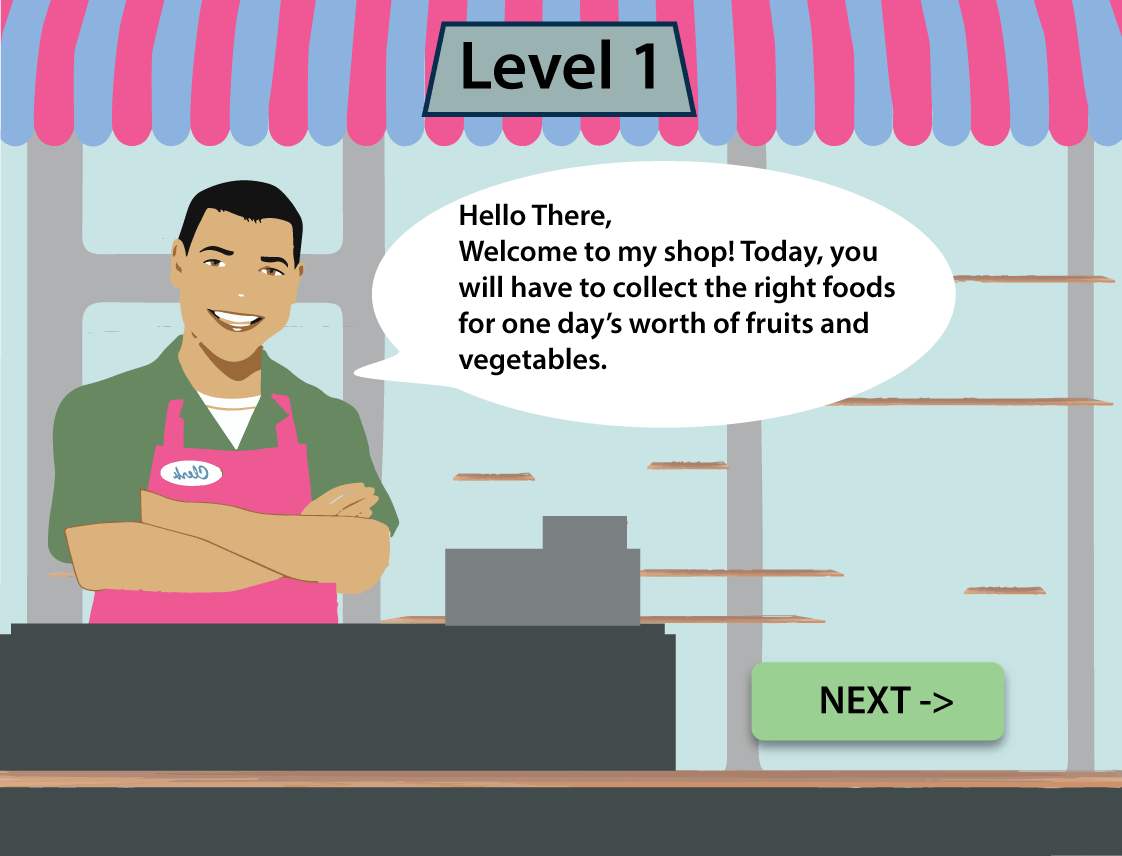 Level 1
Hello There,
Welcome to my shop! Today, you
will have to collect the right foods
for one day’s worth of fruits and
vegetables.
Clerk
NEXT ->